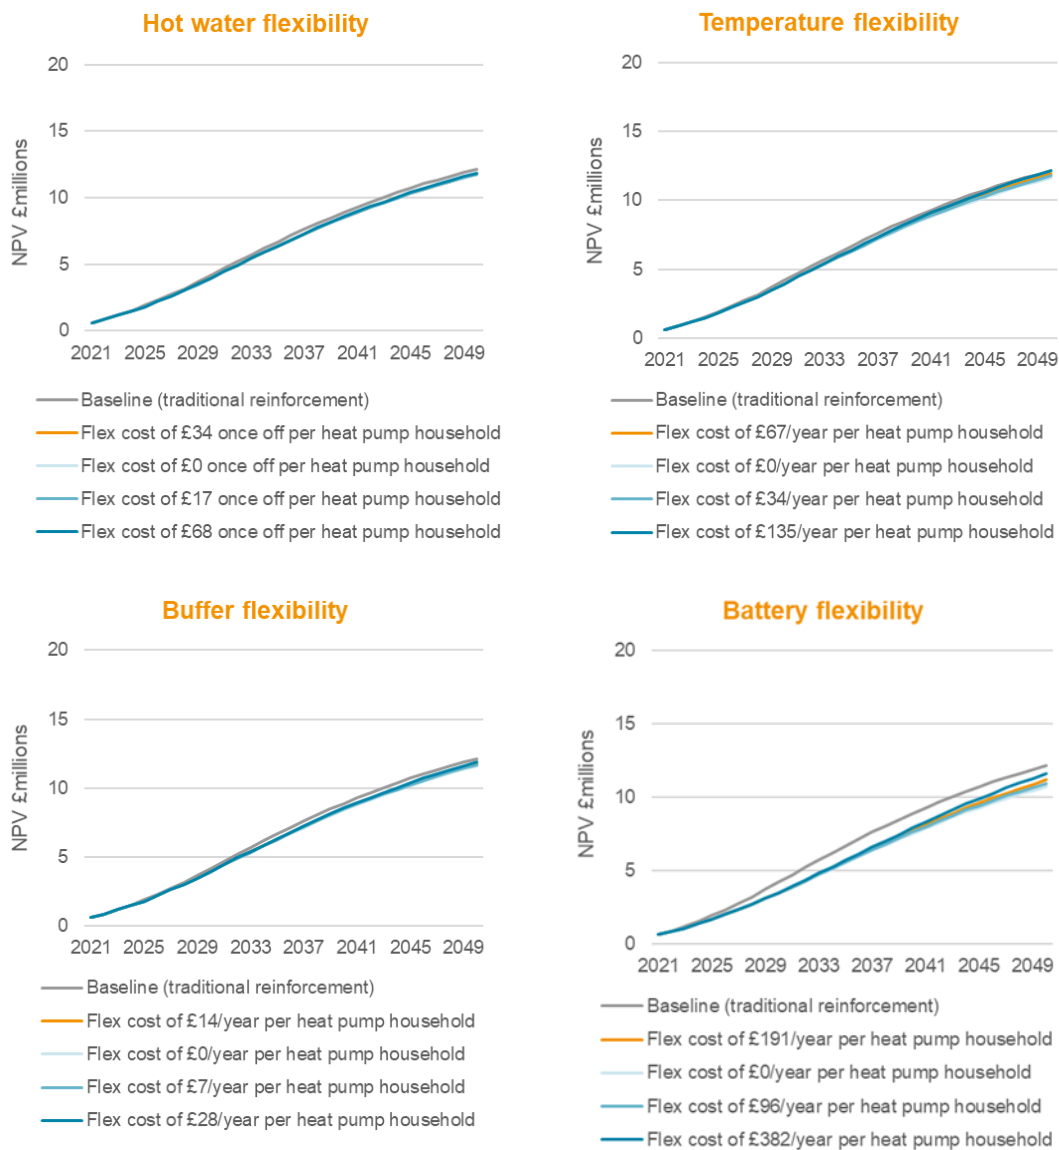 Hot water flexibility
NPV £millions
20
15
10
5
0
2021 2025 2029 2033 2037 2041 2045 2049
Baseline (traditional reinforcement)
Flex cost of £34 once off per heat pump household
Flex cost of £0 once off per heat pump household
Flex cost of £17 once off per heat pump household
Flex cost of £68 once off per heat pump household
Temperature flexibility
NPV £millions
20
15
10
5
0
2021 2025 2029 2033 2037 2041 2045 2049
Baseline (traditional reinforcement)
Flex cost of £67/year per heat pump household
Flex cost of £0/year per heat pump household
Flex cost of £34/year per heat pump household
Flex cost of £135/year per heat pump household
Buffer flexibility
NPV £millions
20
15
10
5
0
2021 2025 2029 2033 2037 2041 2045 2049
Baseline (traditional reinforcement)
Flex cost of £14/year per heat pump household
Flex cost of £0/year per heat pump household
Flex cost of £7/year per heat pump household
Flex cost of £28/year per heat pump household
Battery flexibility
NPV £millions
20
15
10
5
0
2021 2025 2029 2033 2037 2041 2045 2049
Baseline (traditional reinforcement)
Flex cost of £191/year per heat pump household
Flex cost of £0/year per heat pump household
Flex cost of £96/year per heat pump household
Flex cost of £382/year per heat pump household